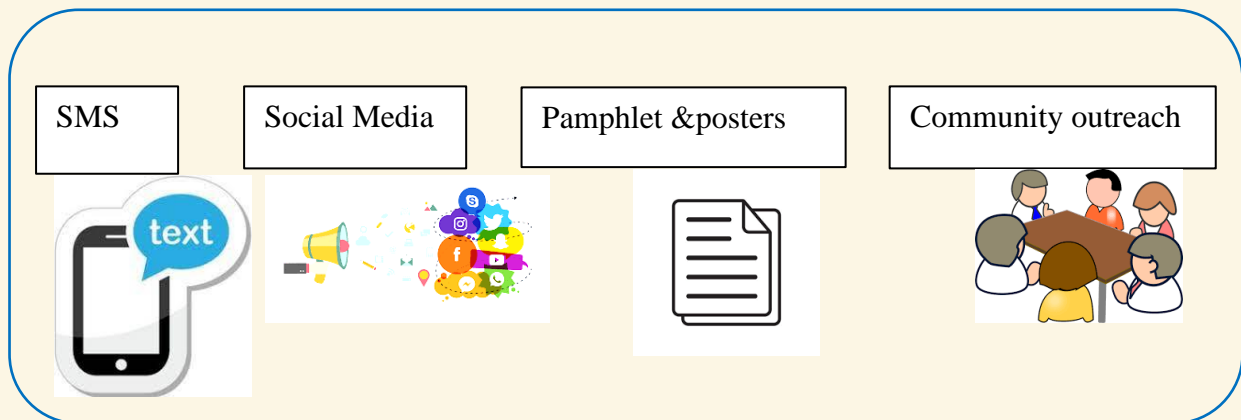 SMS
Social Media
Pamphlet &posters
Community outreach
text
f